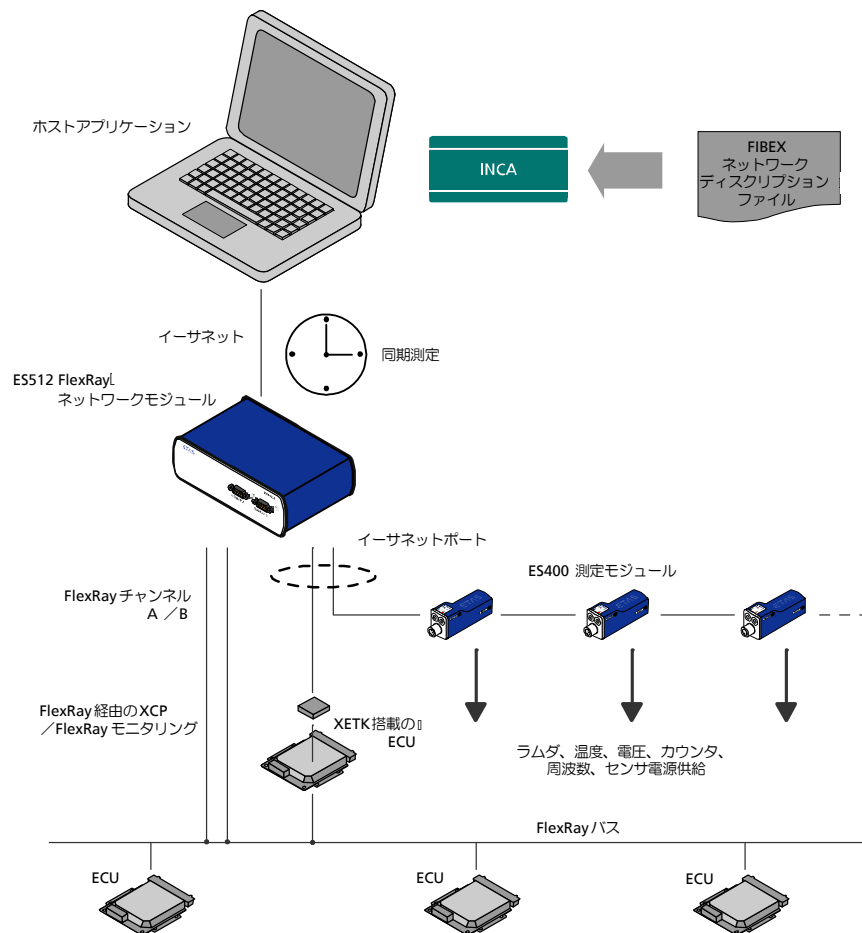 ホストアプリケーション
INCA
FIBEX
ネットワーク
ディスクリプション
ファイル
イーサネット
同期測定
ES512 FlexRay
ネットワークモジュール
イーサネットポート
ES400 測定モジュール
FlexRay チャンネル
A ／B
FlexRay 経由のXCP
／FlexRay モニタリング
XETK搭載の
ECU
ラムダ、温度、電圧、カウンタ、
周波数、センサ電源供給
FlexRay バス
ECU
ECU
ECU